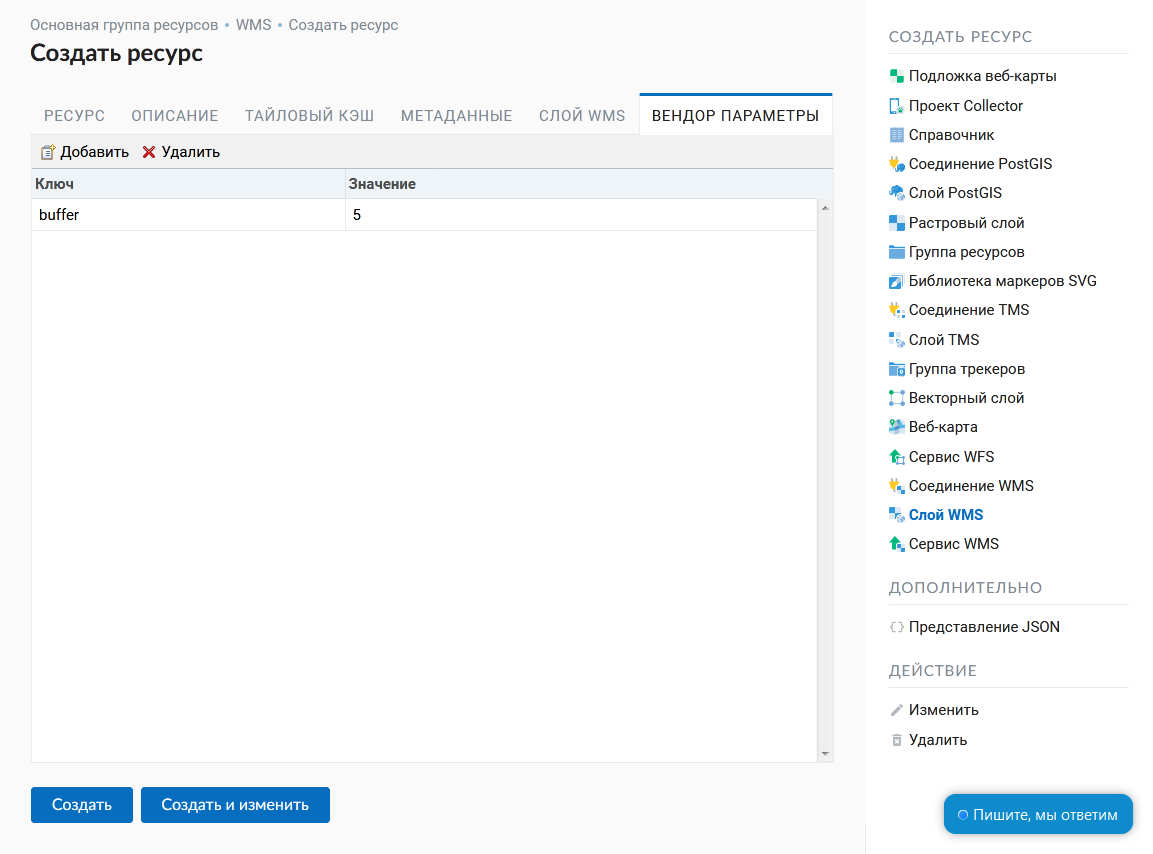 Основная группа ресурсов • WMS • Создать ресурс
Создать ресурс
РЕСУРС ОПИСАНИЕ ТАЙЛОВЫЙ КЭШ МЕТАДАННЫЕ СЛОЙ WMS ВЕНДОР ПАРАМЕТРЫ
Добавить Удалить
Ключ Значение
buffer 5
Создать Создать и изменить
СОЗДАТЬ РЕСУРС
Подложка веб-карты
Проект Collector
Справочник
Соединение PostGIS
Слой PostGIS
Растровый слой
Группа ресурсов
Библиотека маркеров SVG
Соединение TMS
Слой TMS
Группа трекеров
Векторный слой
Веб-карта
Сервис WFS
Соединение WMS
Слой WMS
Сервис WMS
ДОПОЛНИТЕЛЬНО
Представление JSON
ДЕЙСТВИЕ
Изменить
Удалить
Пишите, мы ответим